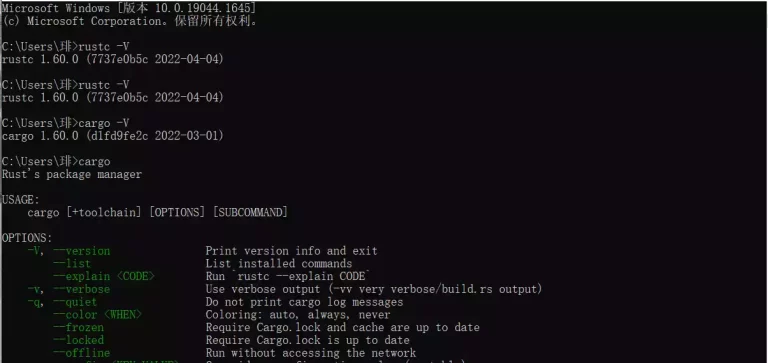 Microsoft Windows [版本 10.0.19044.1645]
(c) Microsoft Corporation。保留所有权利。
C:\Users\琲>rustc -V
rustc 1.60.0 (7737e0b5c 2022-04-04)
C:\Users\琲>rustc -V
rustc 1.60.0 (7737e0b5c 2022-04-04)
C:\Users\琲>cargo -V
cargo 1.60.0 (d1fd9fe2c 2022-03-01)
C:\Users\琲>cargo
Rust's package manager
USAGE:
cargo [+toolchain] [OPTIONS] [SUBCOMMAND]
OPTIONS:
-V, --version Print version info and exit
--list List installed commands
--explain <CODE> Run `rustc --explain CODE`
-v, --verbose Use verbose output (-vv very verbose/build.rs output)
-q, --quiet Do not print cargo log messages
--color <WHEN> Coloring: auto, always, never
--frozen Require Cargo.lock and cache are up to date
--locked Require Cargo.lock is up to date
--offline Run without accessing the network